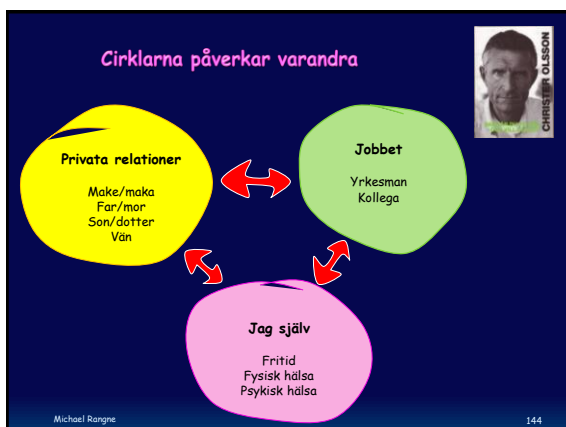 Cirklarna påverkar varandra
CHRISTER OLSSON
Privata relationer
Make/maka
Far/mor
Son/dotter
Vän
Jobbet
Yrkesman
Kollega
Jag själv
Fritid
Fysisk hälsa
Psykisk hälsa
Michael Rangne
144